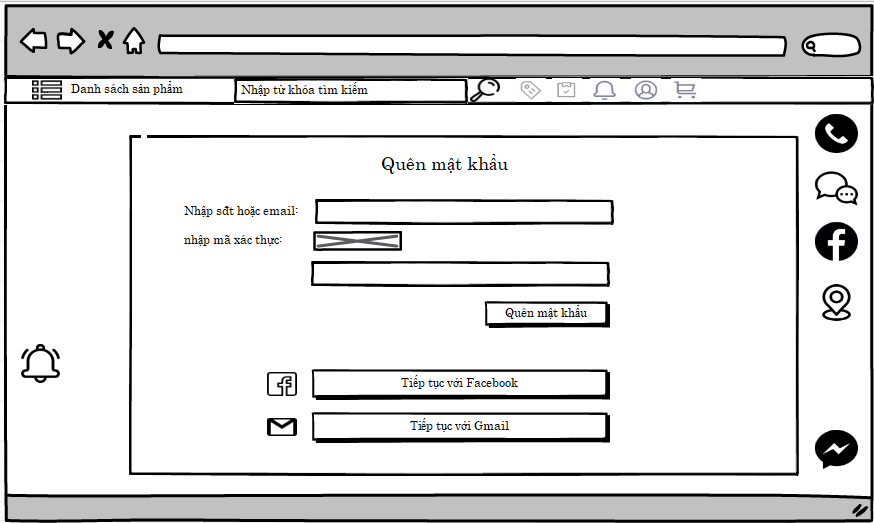 Danh sách sản phẩm
Nhập từ khóa tìm kiếm
Quên mật khẩu
Nhập sđt hoặc email:
nhập mã xác thực:
Quên mật khẩu
Tiếp tục với Facebook
Tiếp tục với Gmail